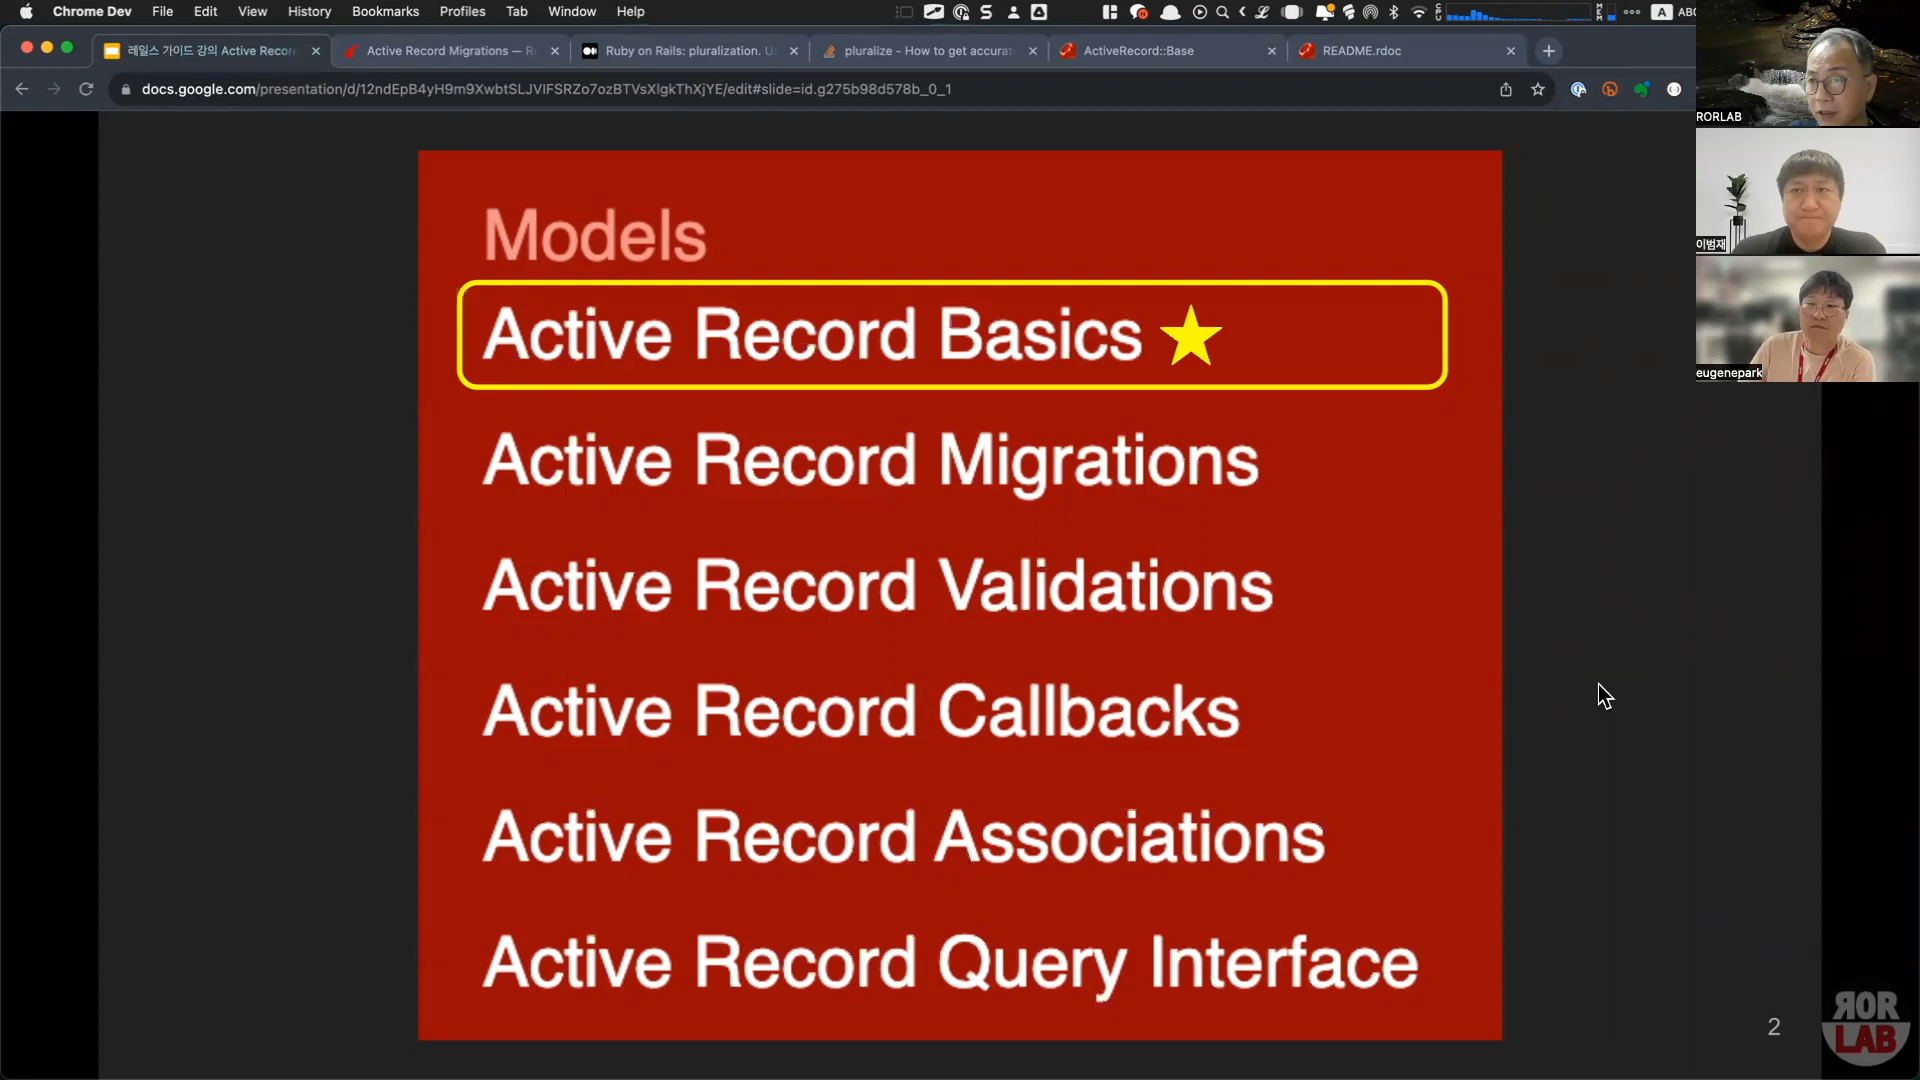 Chrome Dev File Edit View History Bookmarks Profiles Tab Window Help
A ABC
레일스 가이드 강의 Active Recor
Active Record Migrations — R
Ruby on Rails: pluralization. U
pluralize - How to get accurat
ActiveRecord::Base
README.rdoc
docs.google.com/presentation/d/12ndEpB4yH9m9XwbtSLJVIFSRZo7ozBTVsXlgkThXjYE/edit#slide=id.g275b98d578b_0_1
RORLAB
이범재
eugenepark
Models
Active Record Basics
Active Record Migrations
Active Record Validations
Active Record Callbacks
Active Record Associations
Active Record Query Interface
2
ROR
LAB